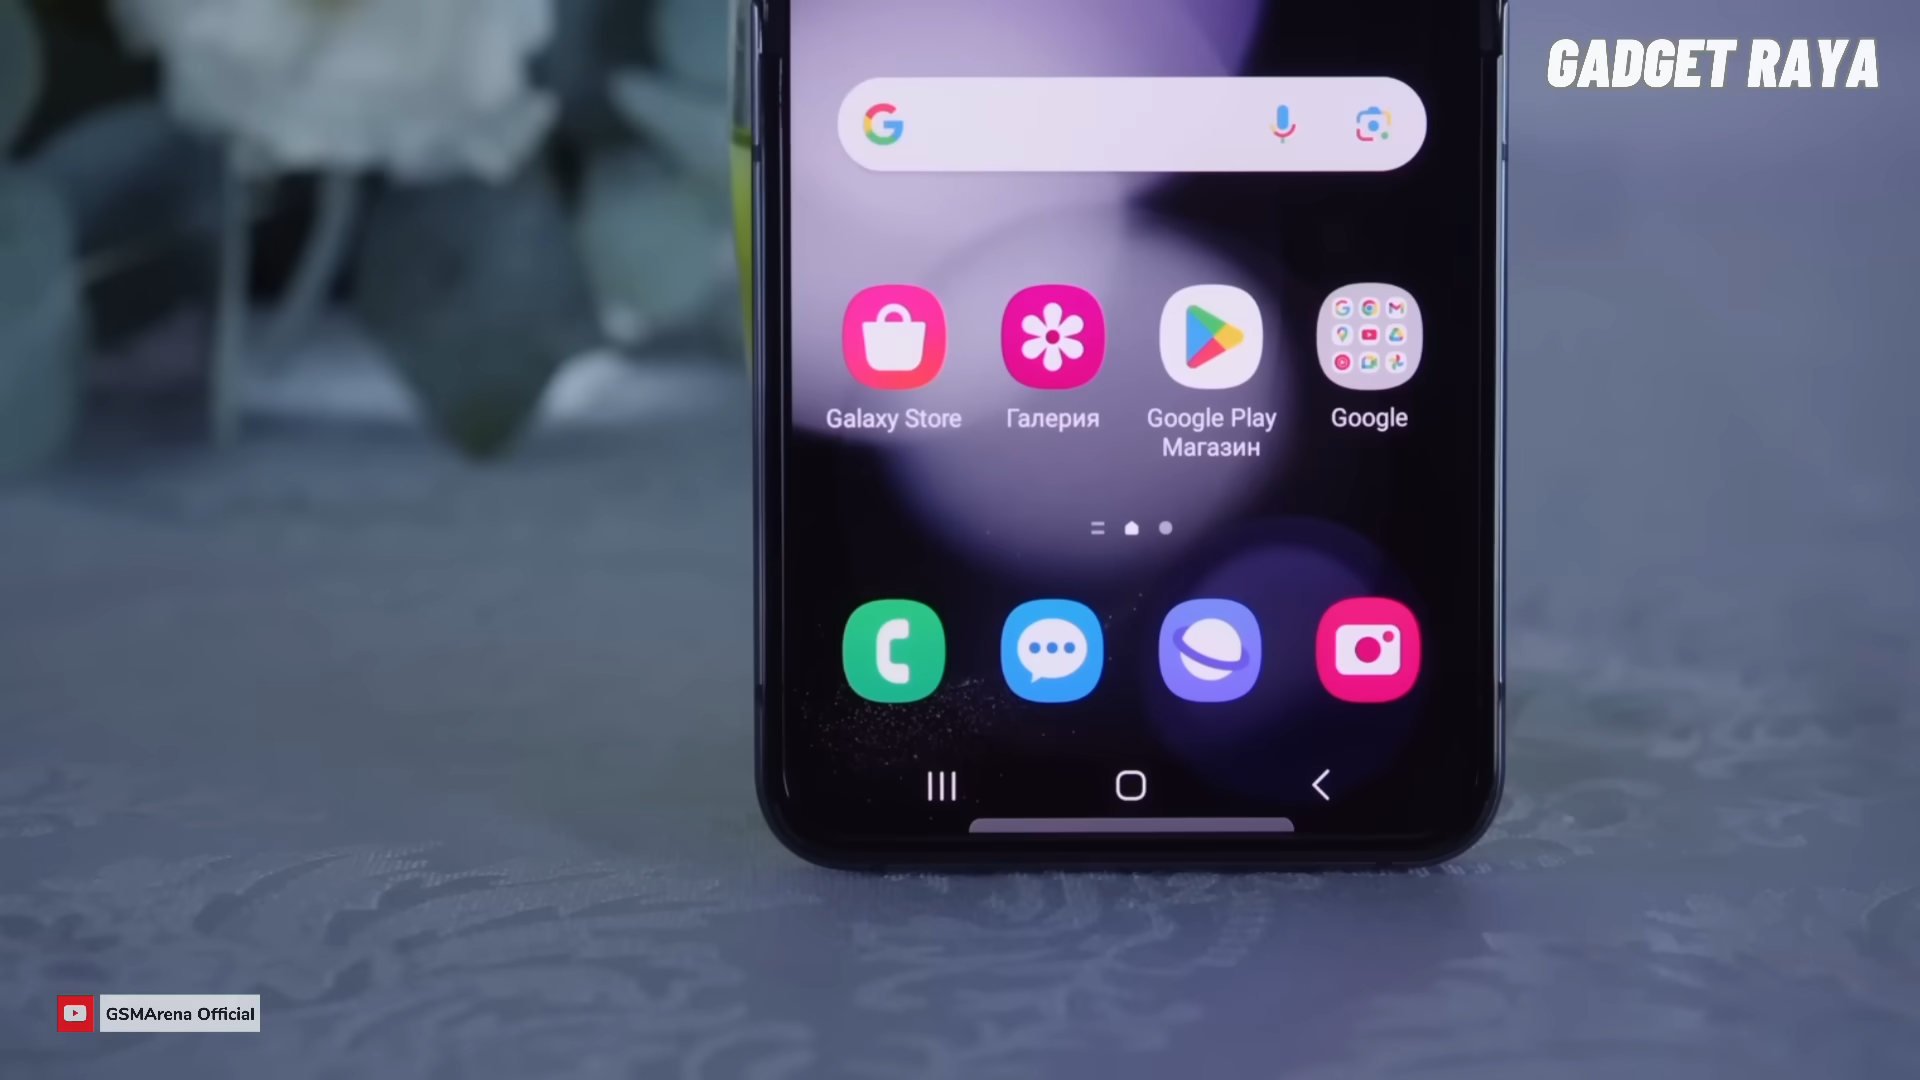 GADGET RAYA
Galaxy Store
Галерия
Google Play
Магазин
Google
GSMArena Official